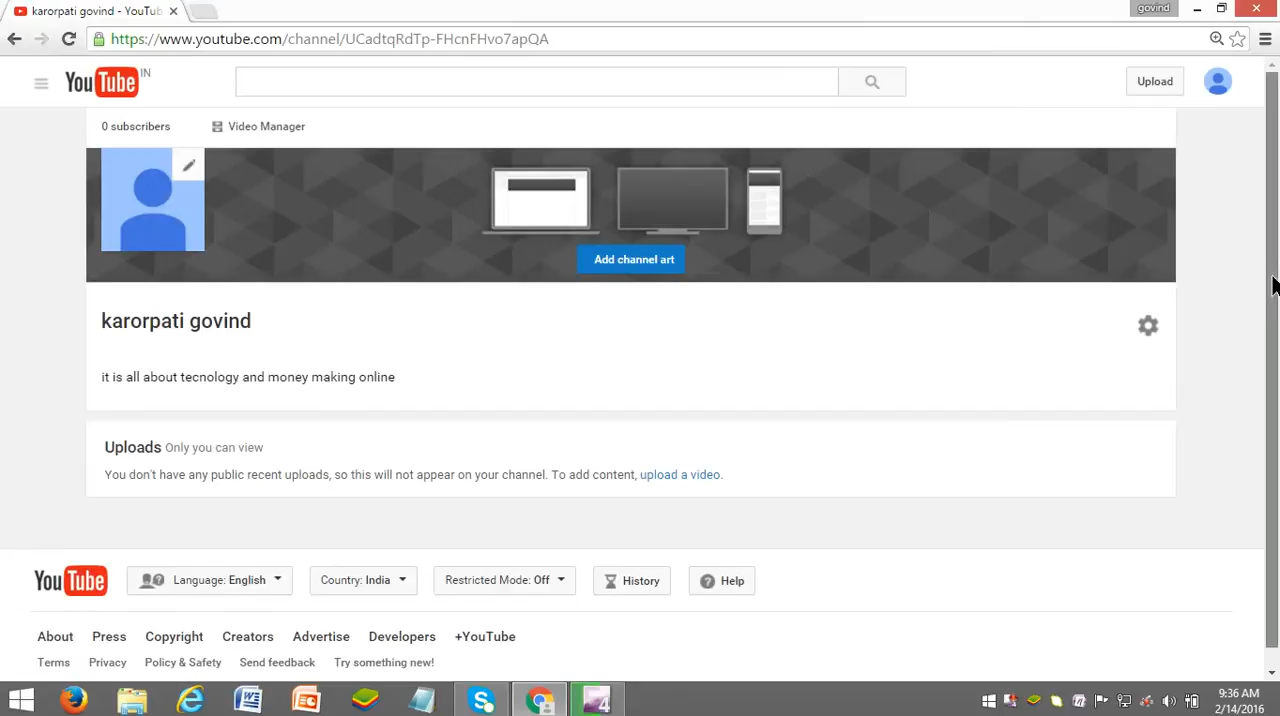 karorpati govind - YouTub
govind
https://www.youtube.com/channel/UCadtqRdTp-FHcnFHvo7apQA
YouTube IN
Upload
0 subscribers Video Manager
Add channel art
karorpati govind
it is all about tecnology and money making online
Uploads Only you can view
You don't have any public recent uploads, so this will not appear on your channel. To add content, upload a video.
YouTube Language: English Country: India Restricted Mode: Off History Help
About Press Copyright Creators Advertise Developers +YouTube
Terms Privacy Policy & Safety Send feedback Try something new!
9:36 AM
2/14/2016